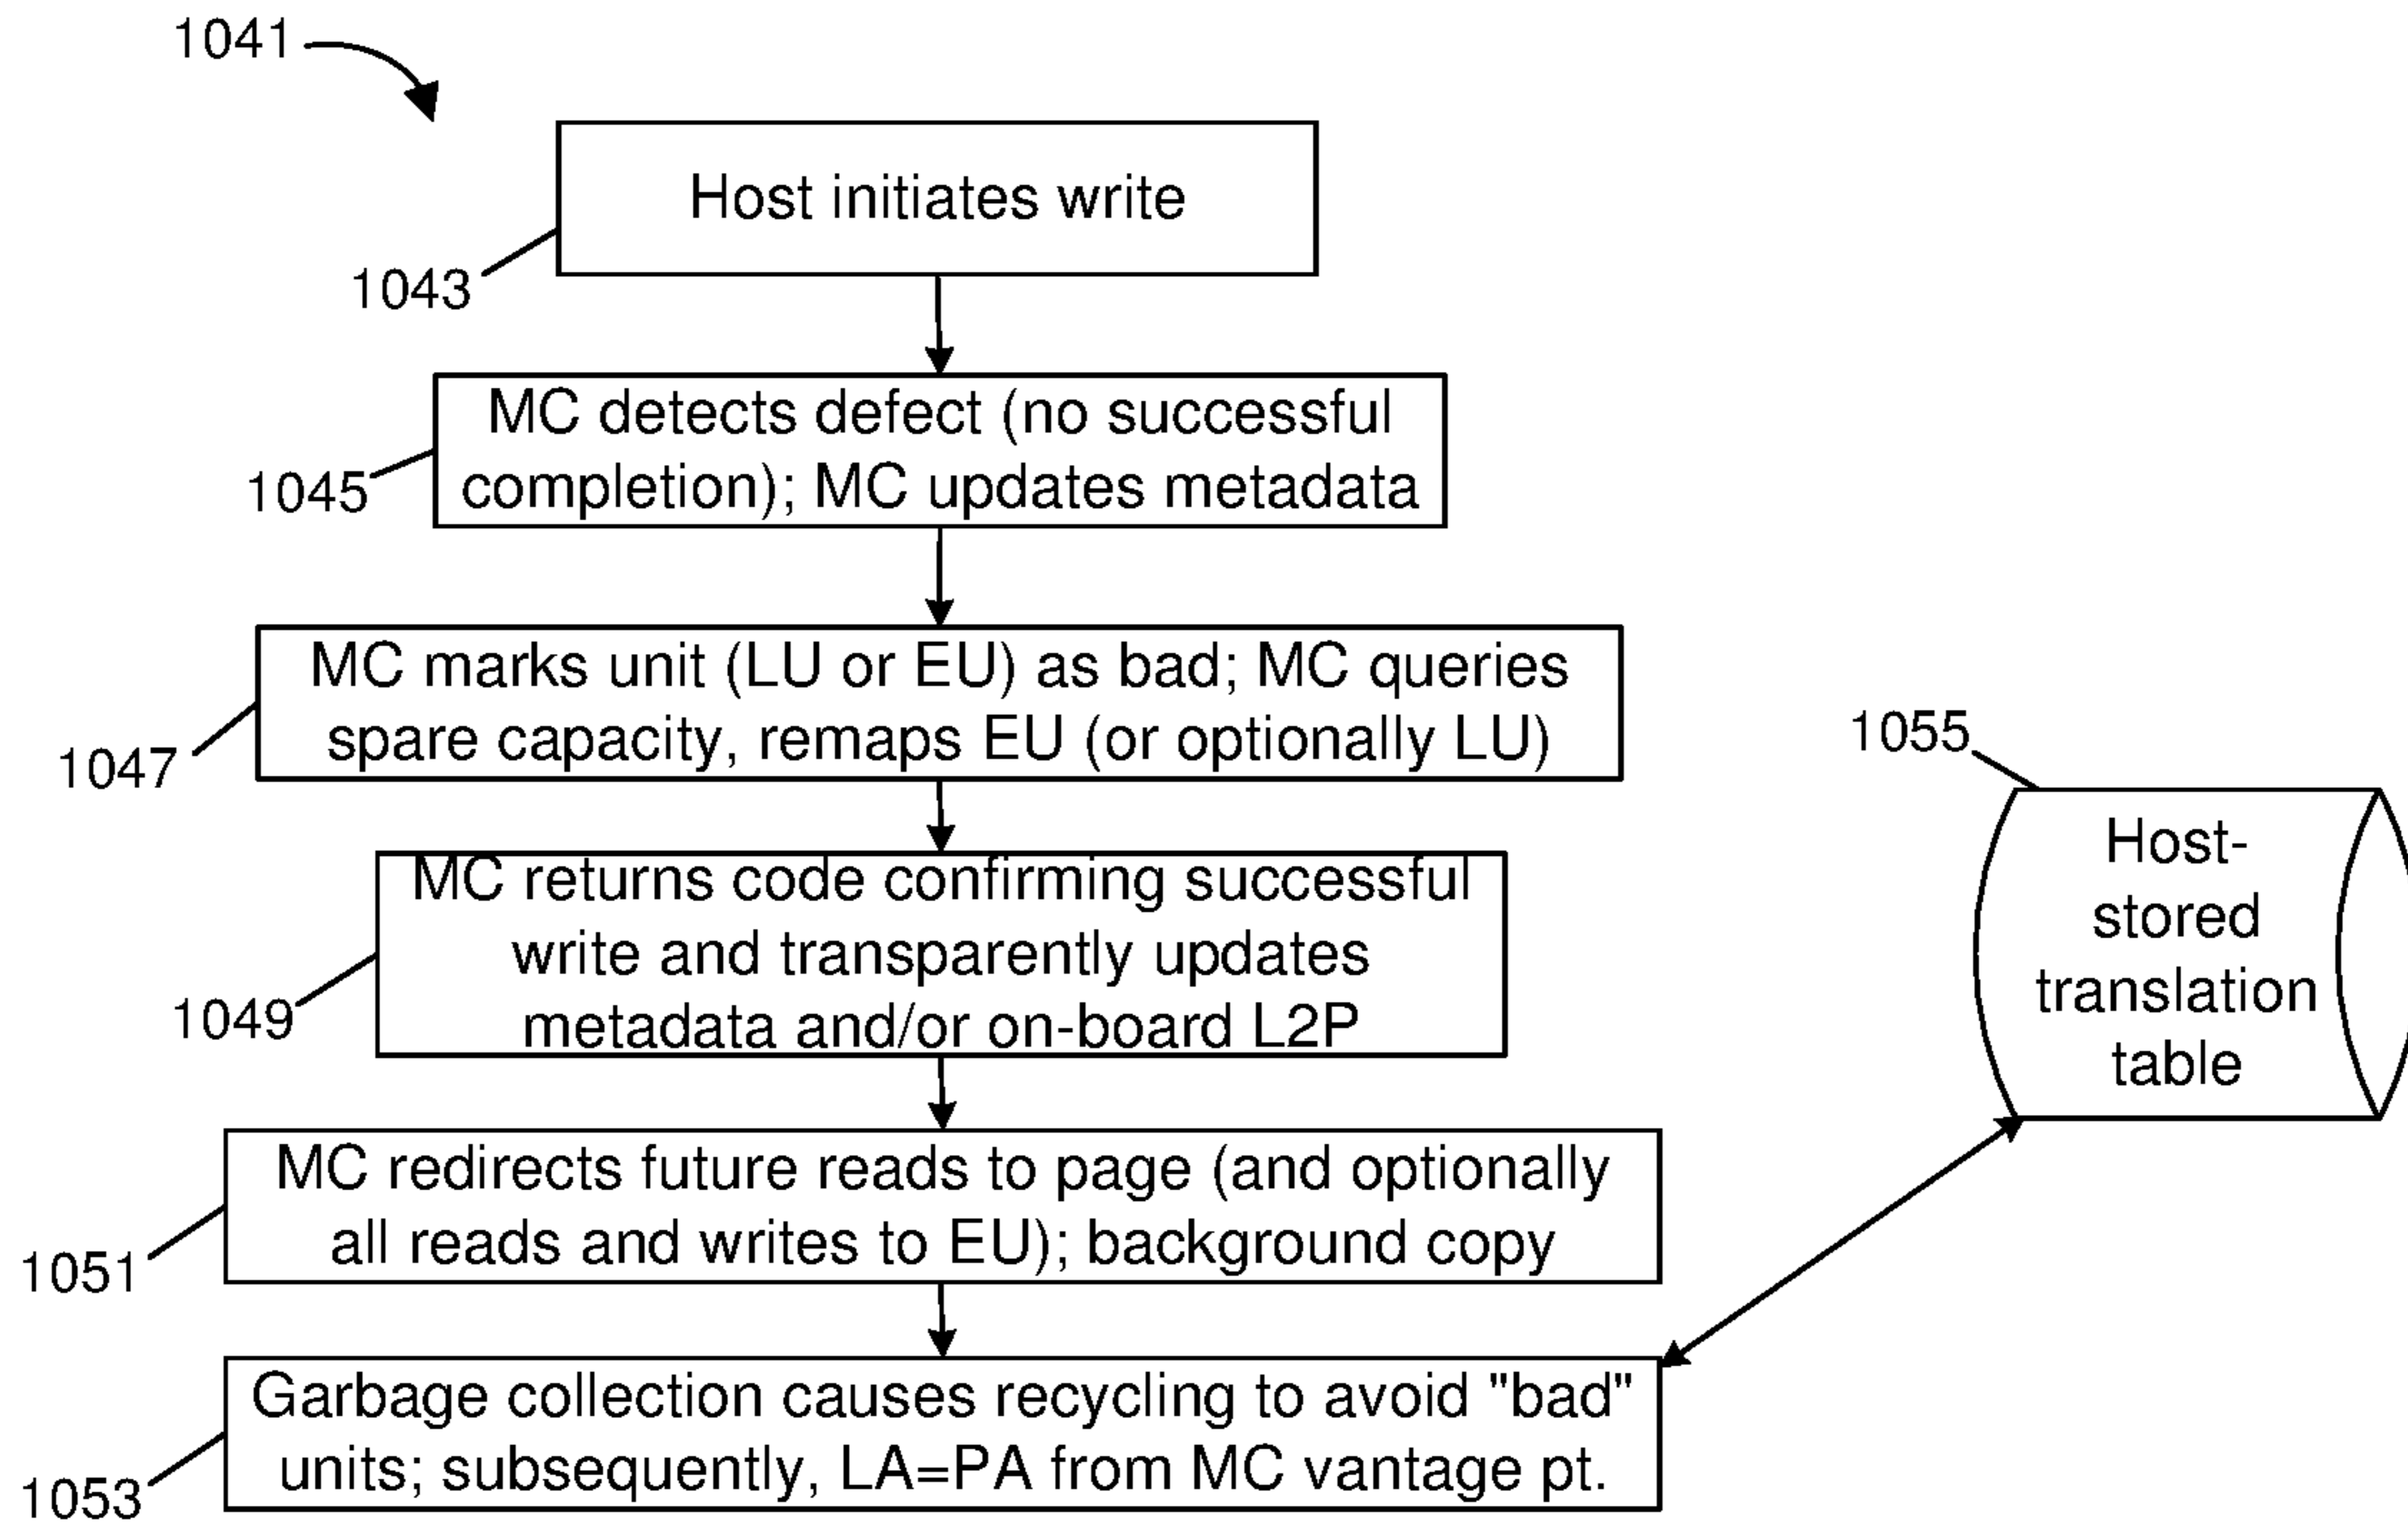 1041
Host initiates write
1043
MC detects defect (no successful
completion); MC updates metadata
1045
MC marks unit (LU or EU) as bad; MC queries
spare capacity, remaps EU (or optionally LU)
1047
MC returns code confirming successful
write and transparently updates
metadata and/or on-board L2P
1049
MC redirects future reads to page (and optionally
all reads and writes to EU); background copy
1051
Garbage collection causes recycling to avoid "bad"
units; subsequently, LA=PA from MC vantage pt.
1053
1055
Host-
stored
translation
table